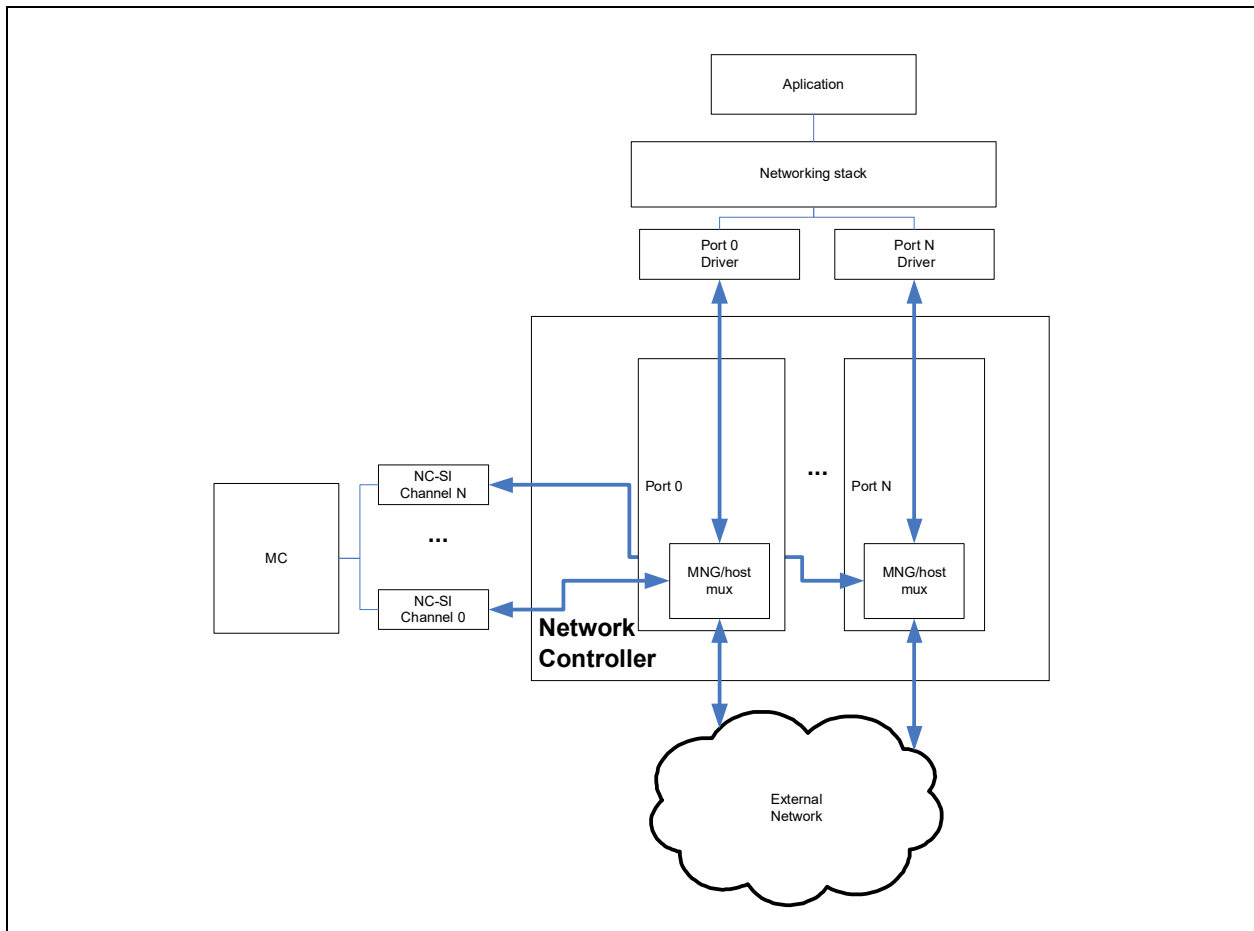 Aplication
Networking stack
Port 0
Driver
Port N
Driver
Port 0
...
Port N
NC-SI
Channel N
...
MC
NC-SI
Channel 0
MNG/host
mux
MNG/host
mux
Network
Controller
External
Network